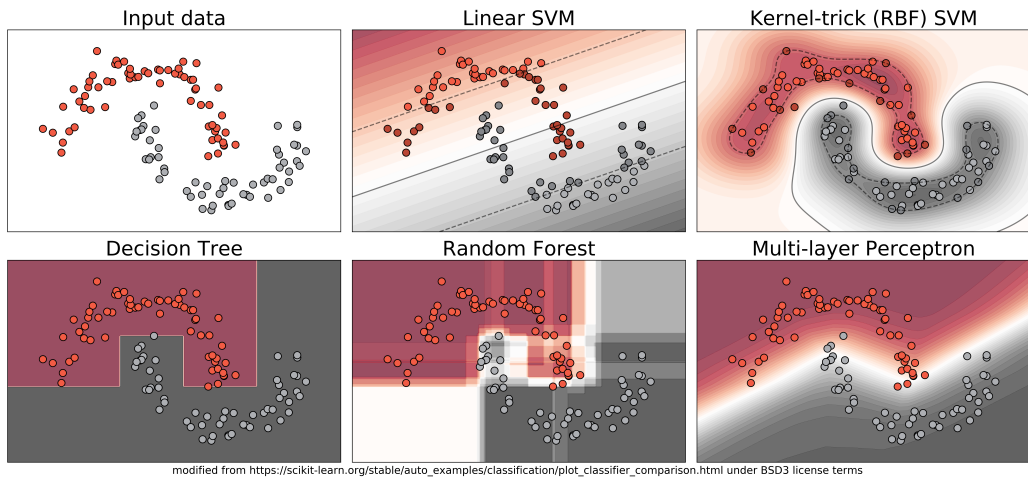 Input data
Linear SVM
Kernel-trick (RBF) SVM
Decision Tree
Random Forest
Multi-layer Perceptron
modified from https://scikit-learn.org/stable/auto_examples/classification/plot_classifier_comparison.html under BSD3 license terms